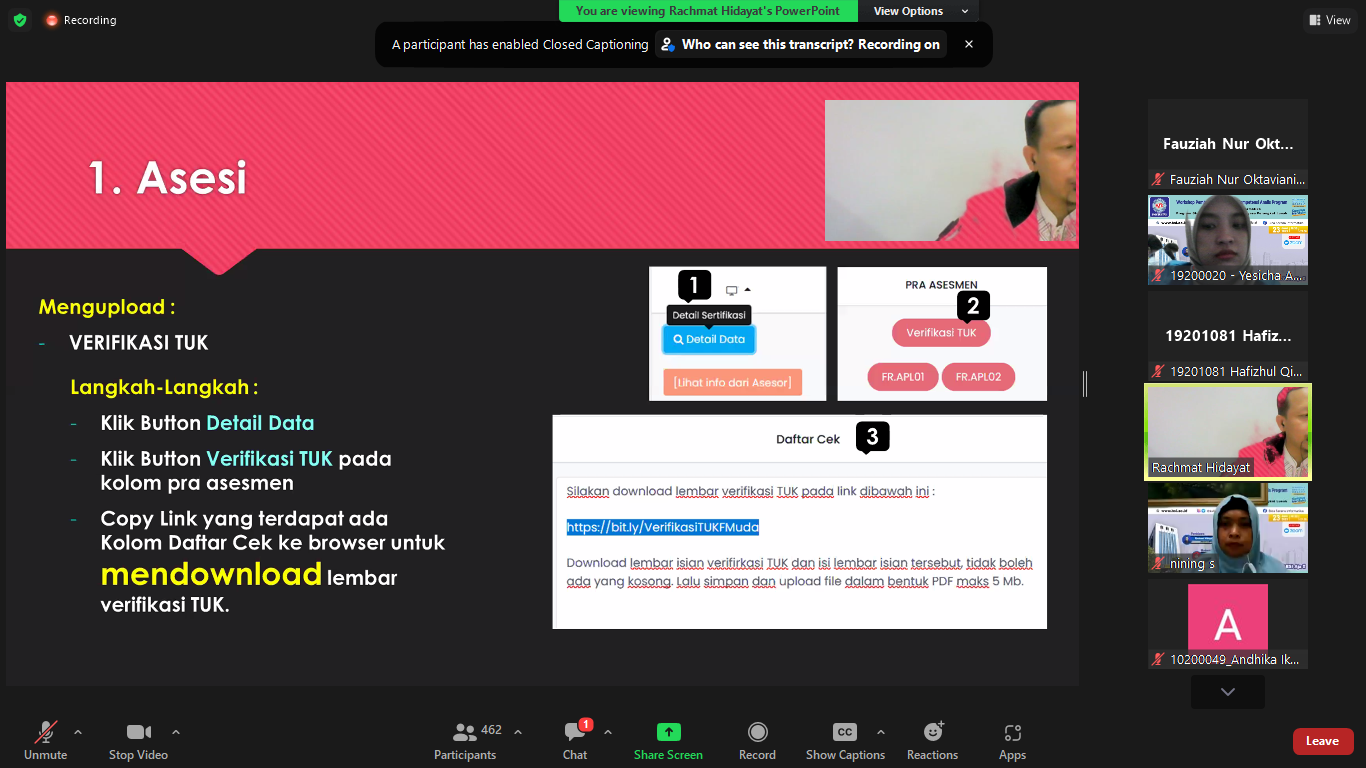 Recording
You are viewing Rachmat Hidayat's PowerPoint
View Options
View
A participant has enabled Closed Captioning
Who can see this transcript? Recording on
1. Asesi
Mengupload :
- VERIFIKASI TUK
Langkah-Langkah :
- Klik Button Detail Data
- Klik Button Verifikasi TUK pada
kolom pra asesmen
- Copy Link yang terdapat ada
Kolom Daftar Cek ke browser untuk
mendownload lembar
verifikasi TUK.
1
Detail Sertifikasi
Detail Data
[Lihat info dari Asesor]
PRA ASESMEN
2
Verifikasi TUK
FR.APL01
FR.APL02
Daftar Cek
3
Silakan download lembar verifikasi TUK pada link dibawah ini :
https://bit.ly/VerifikasiTUKFMuda
Download lembar isian verifirkasi TUK dan isi lembar isian tersebut, tidak boleh
ada yang kosong. Lalu simpan dan upload file dalam bentuk PDF maks 5 Mb.
Fauziah Nur Okt...
Fauziah Nur Oktaviani...
19200020 - Yesicha A...
19201081 Hafiz...
19201081 Hafizhul Qi...
Rachmat Hidayat
nining s
A
10200049_Andhika Ik...
Unmute
Stop Video
462
Participants
1
Chat
Share Screen
Record
CC
Show Captions
Reactions
Apps
Leave